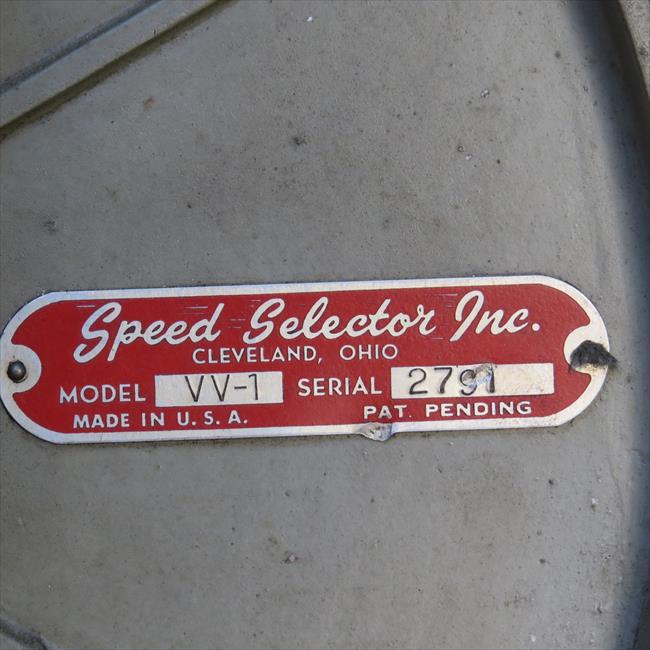 Speed Selector Inc.
CLEVELAND, OHIO
MODEL VV-1 SERIAL 2791
MADE IN U.S.A. PAT. PENDING